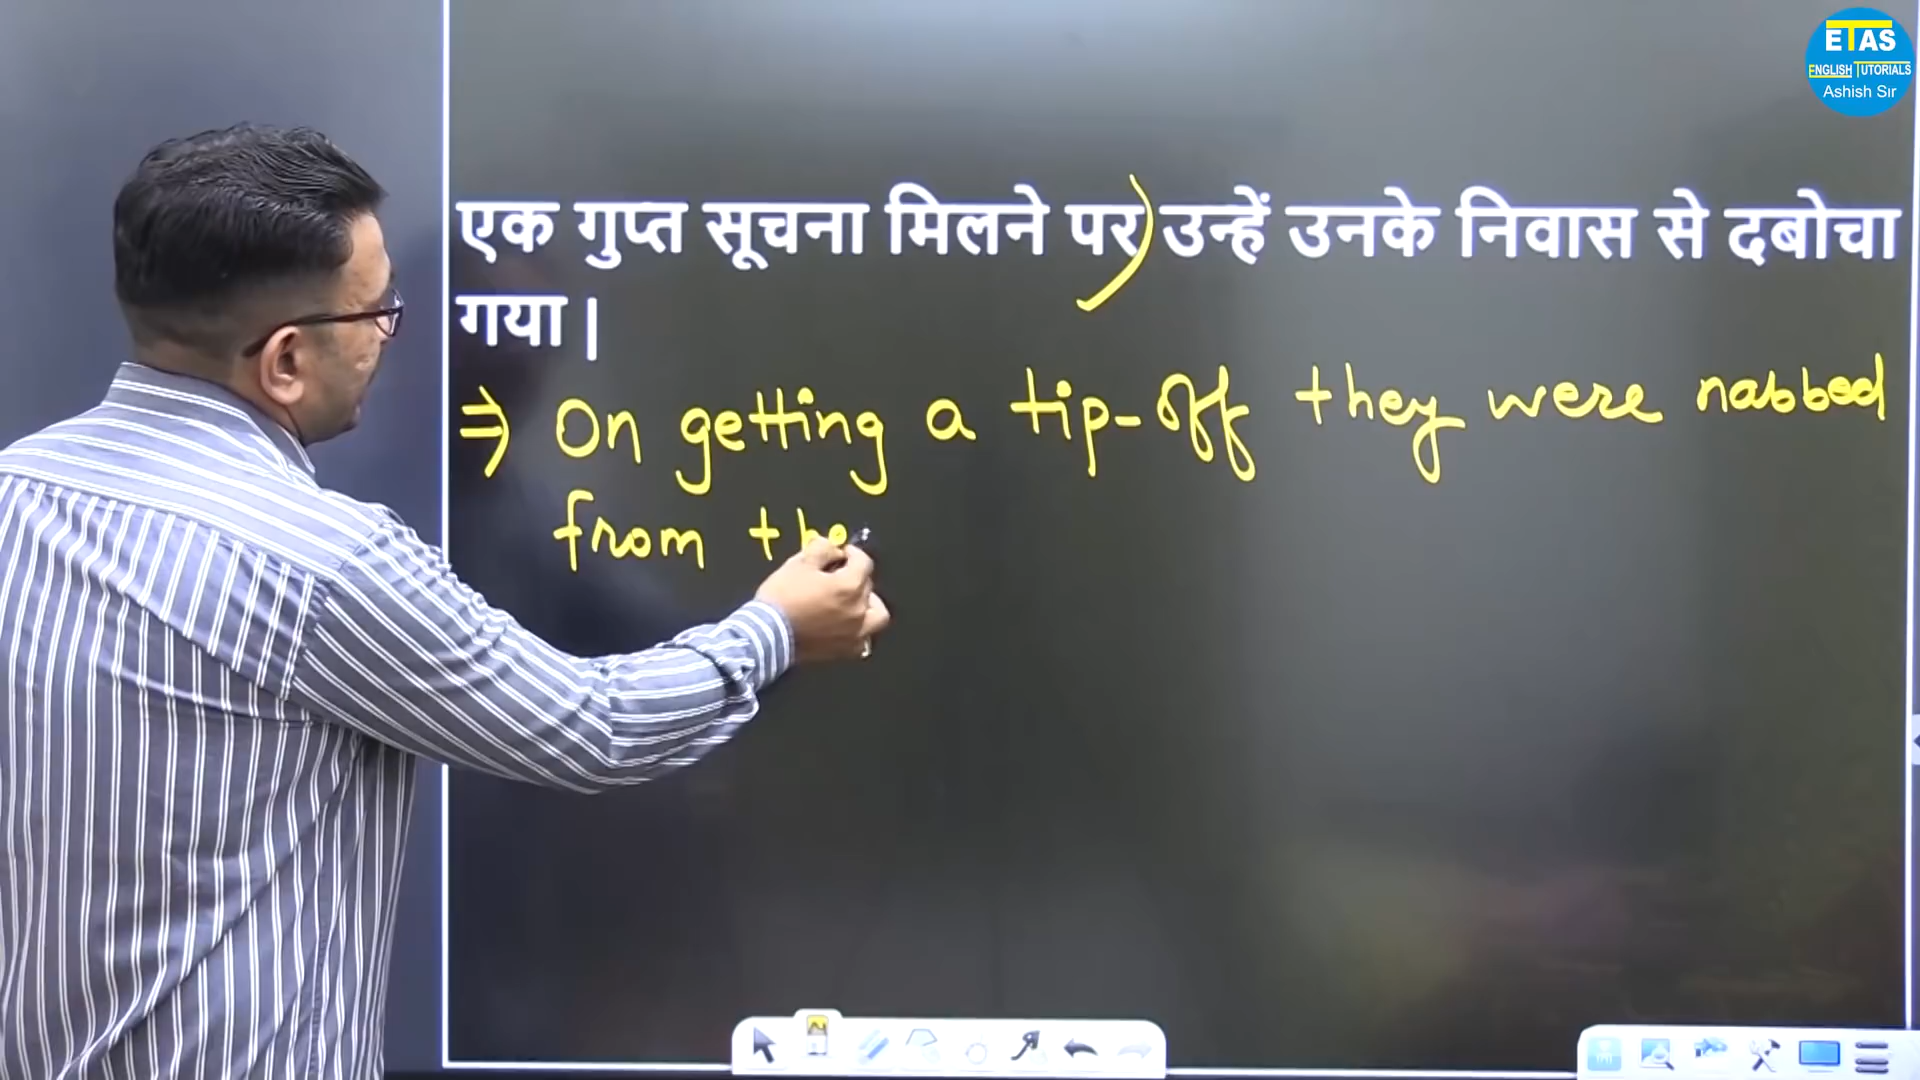 ETAS
ENGLISH TUTORIALS
Ashish Sir
एक गुप्त सूचना मिलने पर) उन्हें उनके निवास से दबोचा
गया |
⇒ On getting a tip-off they were nabbed
from the